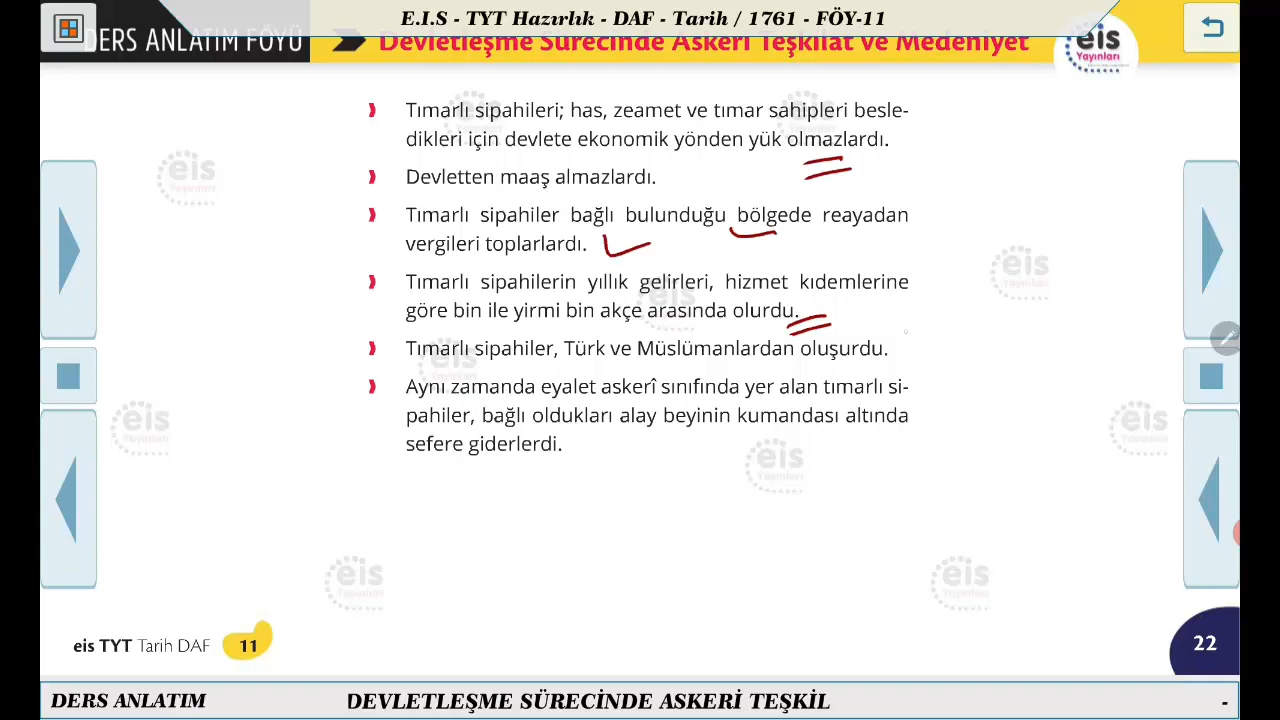 E.I.S - TYT Hazırlık - DAF - Tarih / 1761 - FÖY-11
DERS ANLATIM FÖYÜ
Devletleşme Sürecinde Askerî Teşkilat ve Medeniyet
eis
Yayınları
Tımarlı sipahileri; has, zeamet ve tımar sahipleri besle-
dikleri için devlete ekonomik yönden yük olmazlardı.
Devletten maaş almazlardı.
Tımarlı sipahiler bağlı bulunduğu bölgede reayadan
vergileri toplarlardı.
Tımarlı sipahilerin yıllık gelirleri, hizmet kıdemlerine
göre bin ile yirmi bin akçe arasında olurdu.
Tımarlı sipahiler, Türk ve Müslümanlardan oluşurdu.
Aynı zamanda eyalet askerî sınıfında yer alan tımarlı si-
pahiler, bağlı oldukları alay beyinin kumandası altında
sefere giderlerdi.
eis TYT Tarih DAF 11
22
DERS ANLATIM DEVLETLEŞME SÜRECİNDE ASKERİ TEŞKİL -